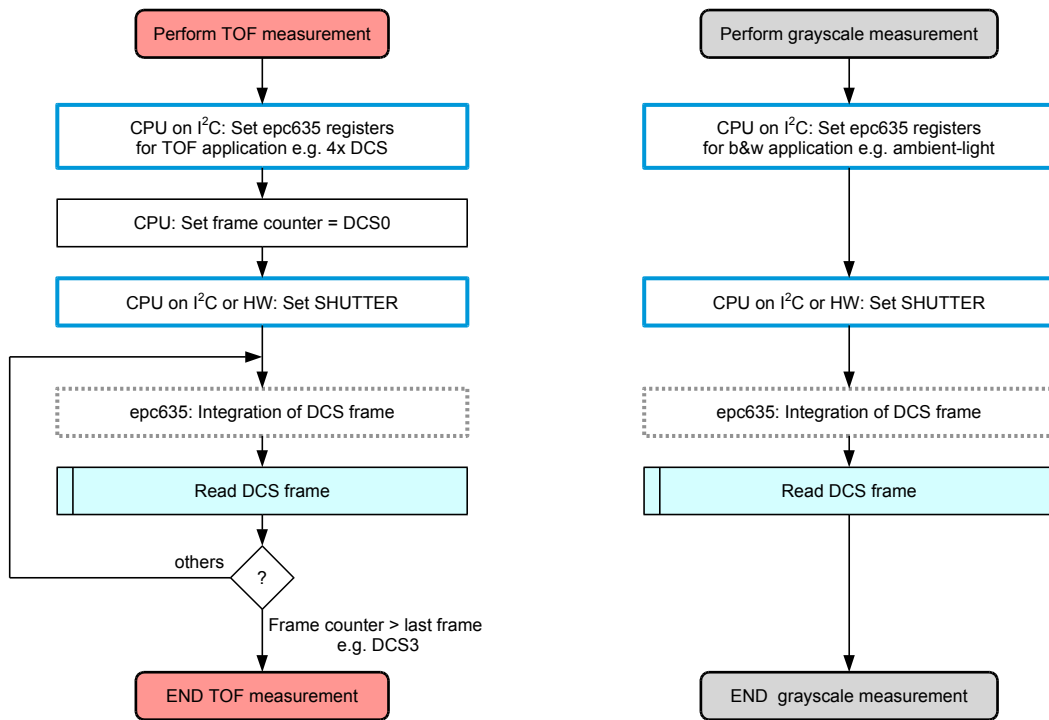 Perform TOF measurement
CPU on I²C: Set epc635 registers
for TOF application e.g. 4x DCS
CPU: Set frame counter = DCS0
CPU on I²C or HW: Set SHUTTER
epc635: Integration of DCS frame
Read DCS frame
others
?
Frame counter > last frame
e.g. DCS3
END TOF measurement
Perform grayscale measurement
CPU on I²C: Set epc635 registers
for b&w application e.g. ambient-light
CPU on I²C or HW: Set SHUTTER
epc635: Integration of DCS frame
Read DCS frame
END  grayscale measurement